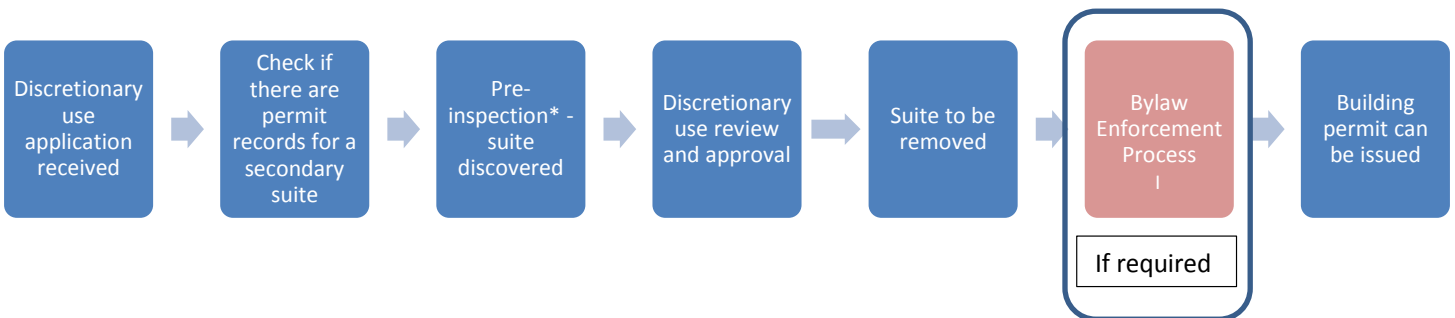 Discretionary
use
application
received
Check if
there are
permit
records for a
secondary
suite
Pre-
inspection* -
suite
discovered
Discretionary
use review
and approval
Suite to be
removed
Bylaw
Enforcement
Process
I
If required
Building
permit can
be issued